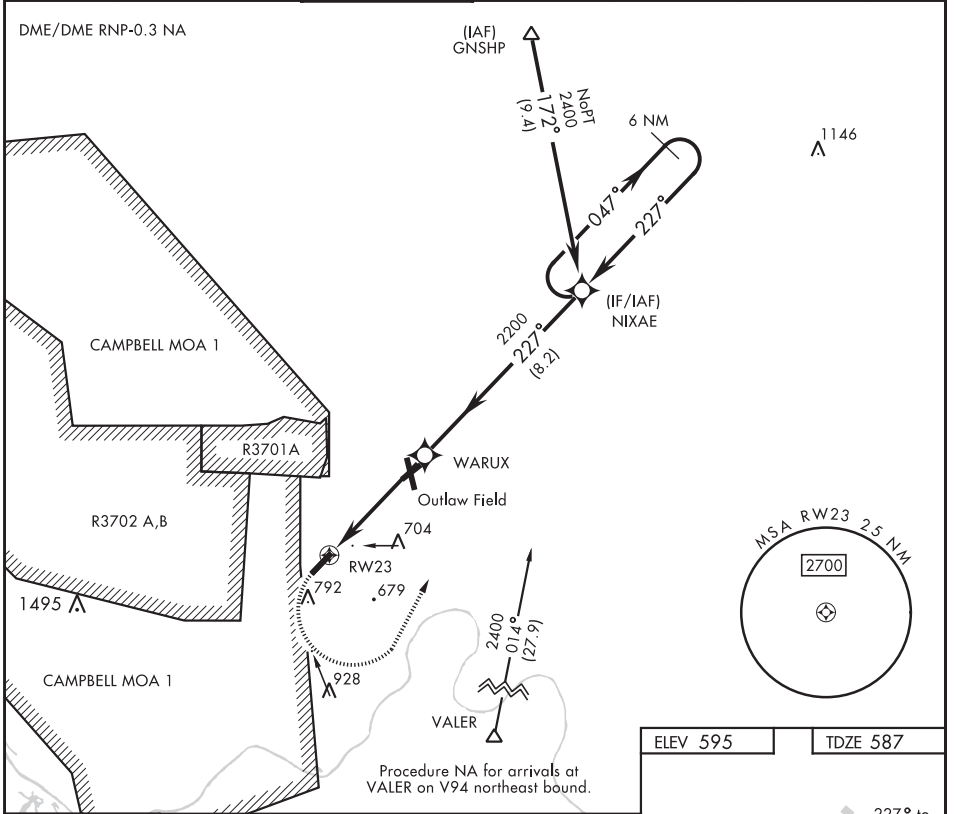 DME/DME RNP-0.3 NA
(IAF)
GNSHP
NoPT
2400
172°
(9.4)
6 NM
1146
047°
227°
(IF/IAF)
NIXAE
2200
227°
(8.2)
CAMPBELL MOA 1
R3701A
WARUX
Outlaw Field
R3702 A,B
704
RW23
792
679
1495
MSA RW23 25 NM
2700
2400
014°
(27.9)
928
CAMPBELL MOA 1
VALER
Procedure NA for arrivals at
VALER on V94 northeast bound.
ELEV 595
TDZE 587
227° to